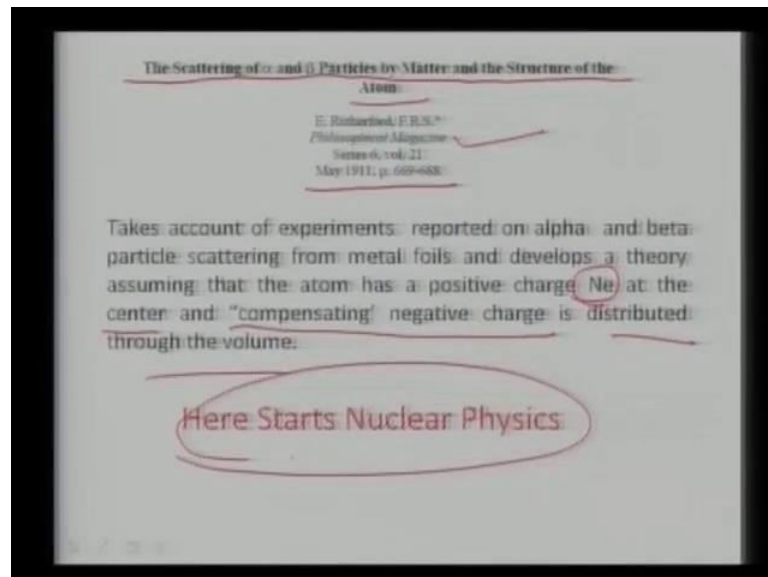 The Scattering of α and β Particles by Matter and the Structure of the
Atom
E. Rutherford, F.R.S.*
Philosophical Magazine
Series 6, vol. 21
May 1911, p. 669-688
Takes account of experiments reported on alpha and beta
particle scattering from metal foils and develops a theory
assuming that the atom has a positive charge Ne at the
center and “compensating’ negative charge is distributed
through the volume.
Here Starts Nuclear Physics